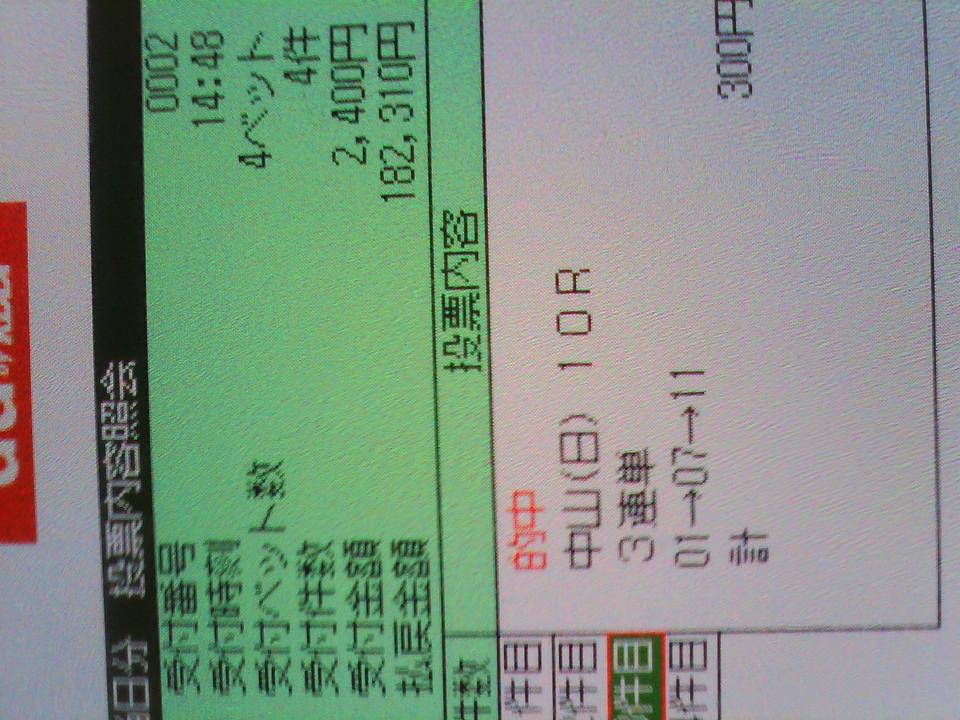 日分 投票内容照会
受付番号 0002
受付時刻 14:48
受付ベット数 4ベット
受付件数 4件
受付金額 2,400円
払戻金額 182,310円
件数 投票内容
件目
件目
件目
件目
的中
中山(日) 10R
3連単
01→07→11
計 300円